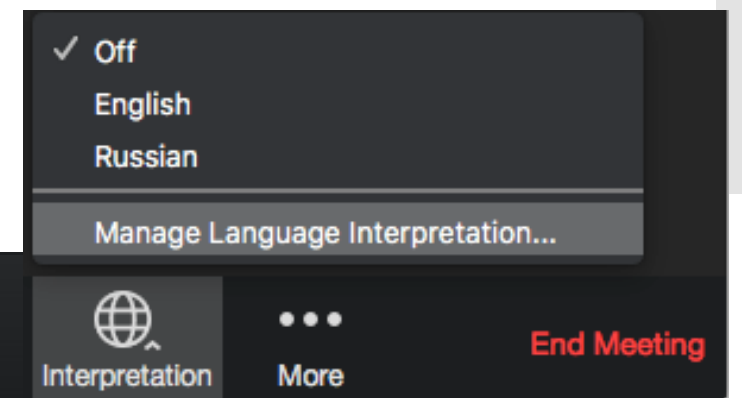 Off
English
Russian
Manage Language Interpretation...
Interpretation
More
End Meeting